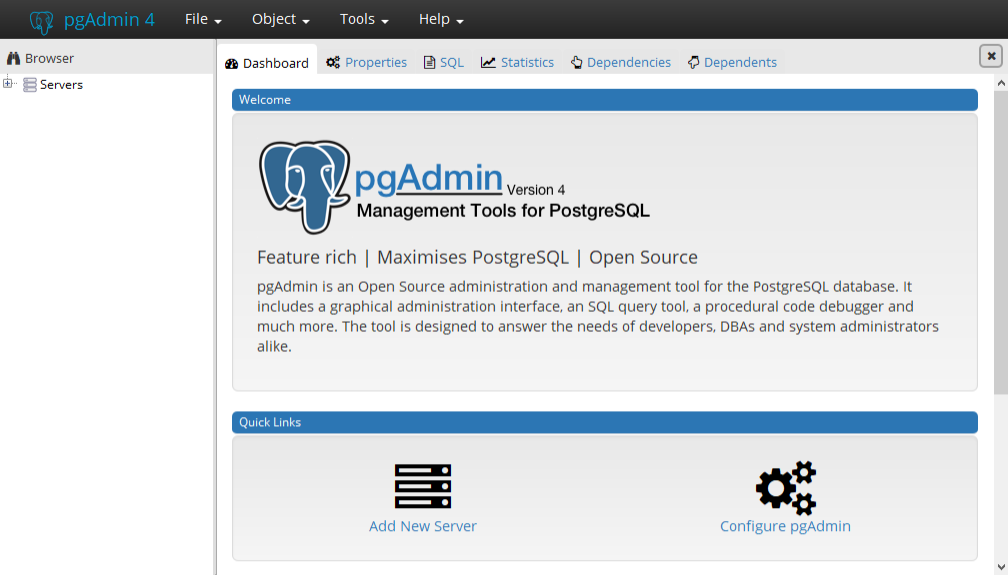 pgAdmin 4 File Object Tools Help
Browser
Servers
Dashboard Properties SQL Statistics Dependencies Dependents
Welcome
pgAdmin Version 4
Management Tools for PostgreSQL
Feature rich | Maximises PostgreSQL | Open Source
pgAdmin is an Open Source administration and management tool for the PostgreSQL database. It
includes a graphical administration interface, an SQL query tool, a procedural code debugger and
much more. The tool is designed to answer the needs of developers, DBAs and system administrators
alike.
Quick Links
Add New Server Configure pgAdmin